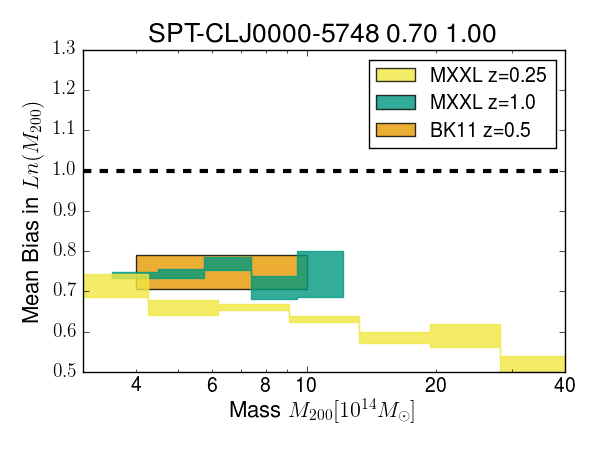 SPT-CLJ0000-5748 0.70 1.00
MXXL z=0.25
MXXL z=1.0
BK11 z=0.5
Mean Bias in Ln(M₂₀₀)
1.3
1.2
1.1
1.0
0.9
0.8
0.7
0.6
0.5
4 6 8 10 20 40
Mass M₂₀₀[10¹⁴M☉]